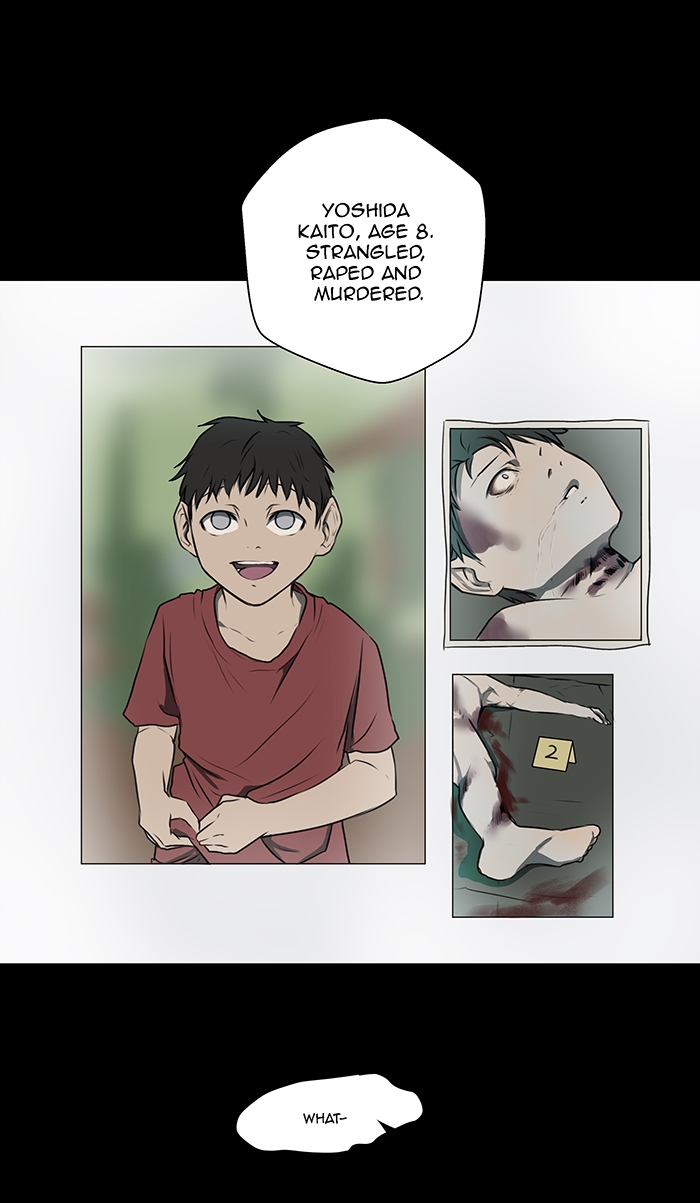 YOSHIDA
KAITO, AGE 8.
STRANGLED,
RAPED AND
MURDERED.
2
WHAT-